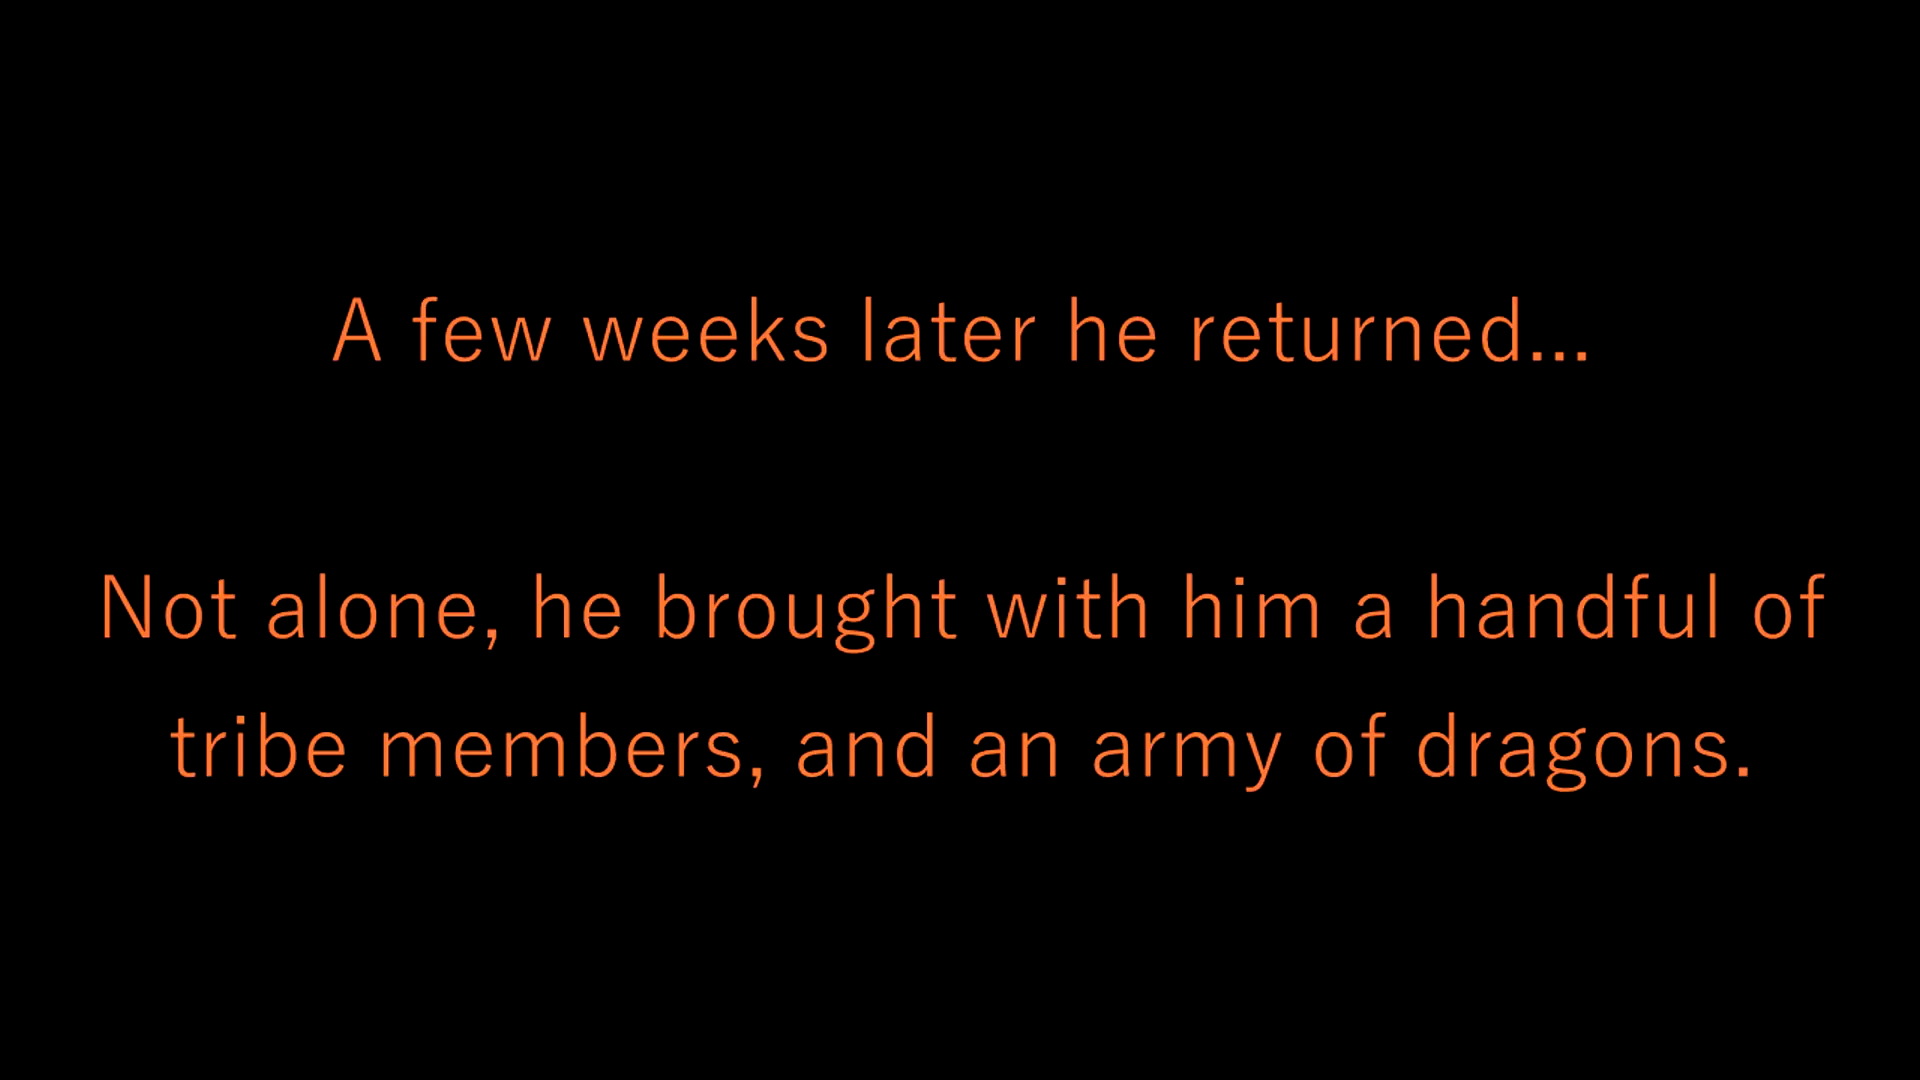 A few weeks later he returned...
Not alone, he brought with him a handful of
tribe members, and an army of dragons.